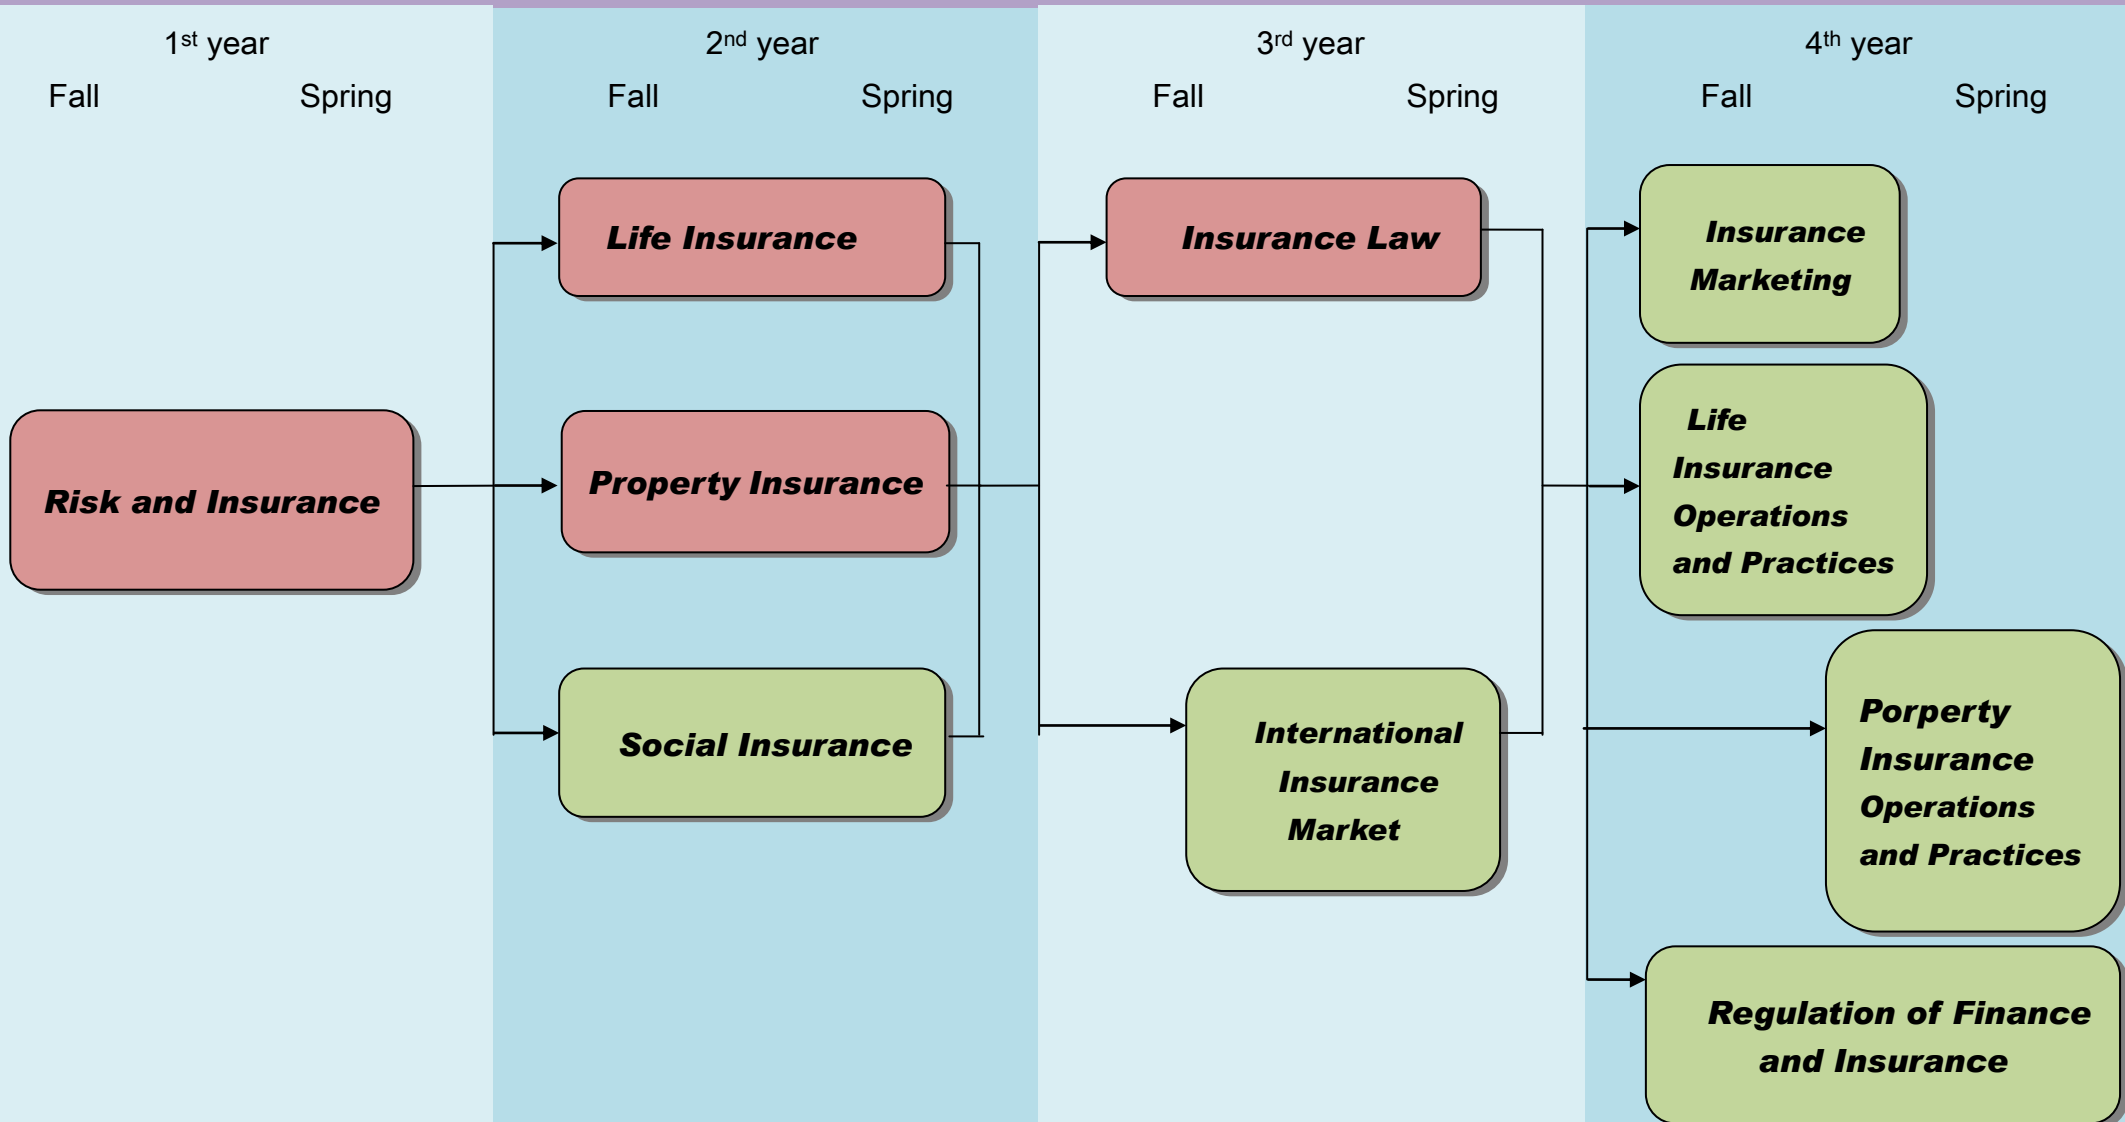 1st year
Fall Spring
2nd year
Fall Spring
3rd year
Fall Spring
4th year
Fall Spring
Risk and Insurance
Life Insurance
Property Insurance
Social Insurance
Insurance Law
International
Insurance
Market
Insurance
Marketing
Life
Insurance
Operations
and Practices
Porperty
Insurance
Operations
and Practices
Regulation of Finance
and Insurance